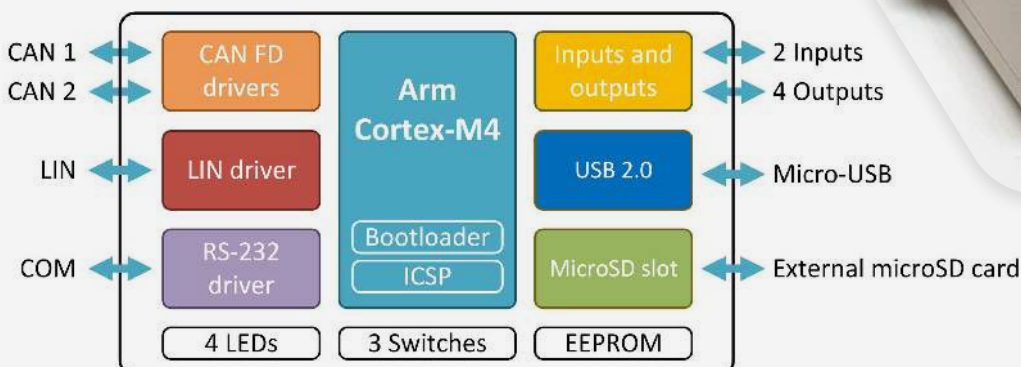 CAN 1
CAN 2
LIN
COM
CAN FD
drivers
LIN driver
RS-232
driver
Arm
Cortex-M4
Bootloader
ICSP
Inputs and
outputs
USB 2.0
MicroSD slot
2 Inputs
4 Outputs
Micro-USB
External microSD card
4 LEDs
3 Switches
EEPROM